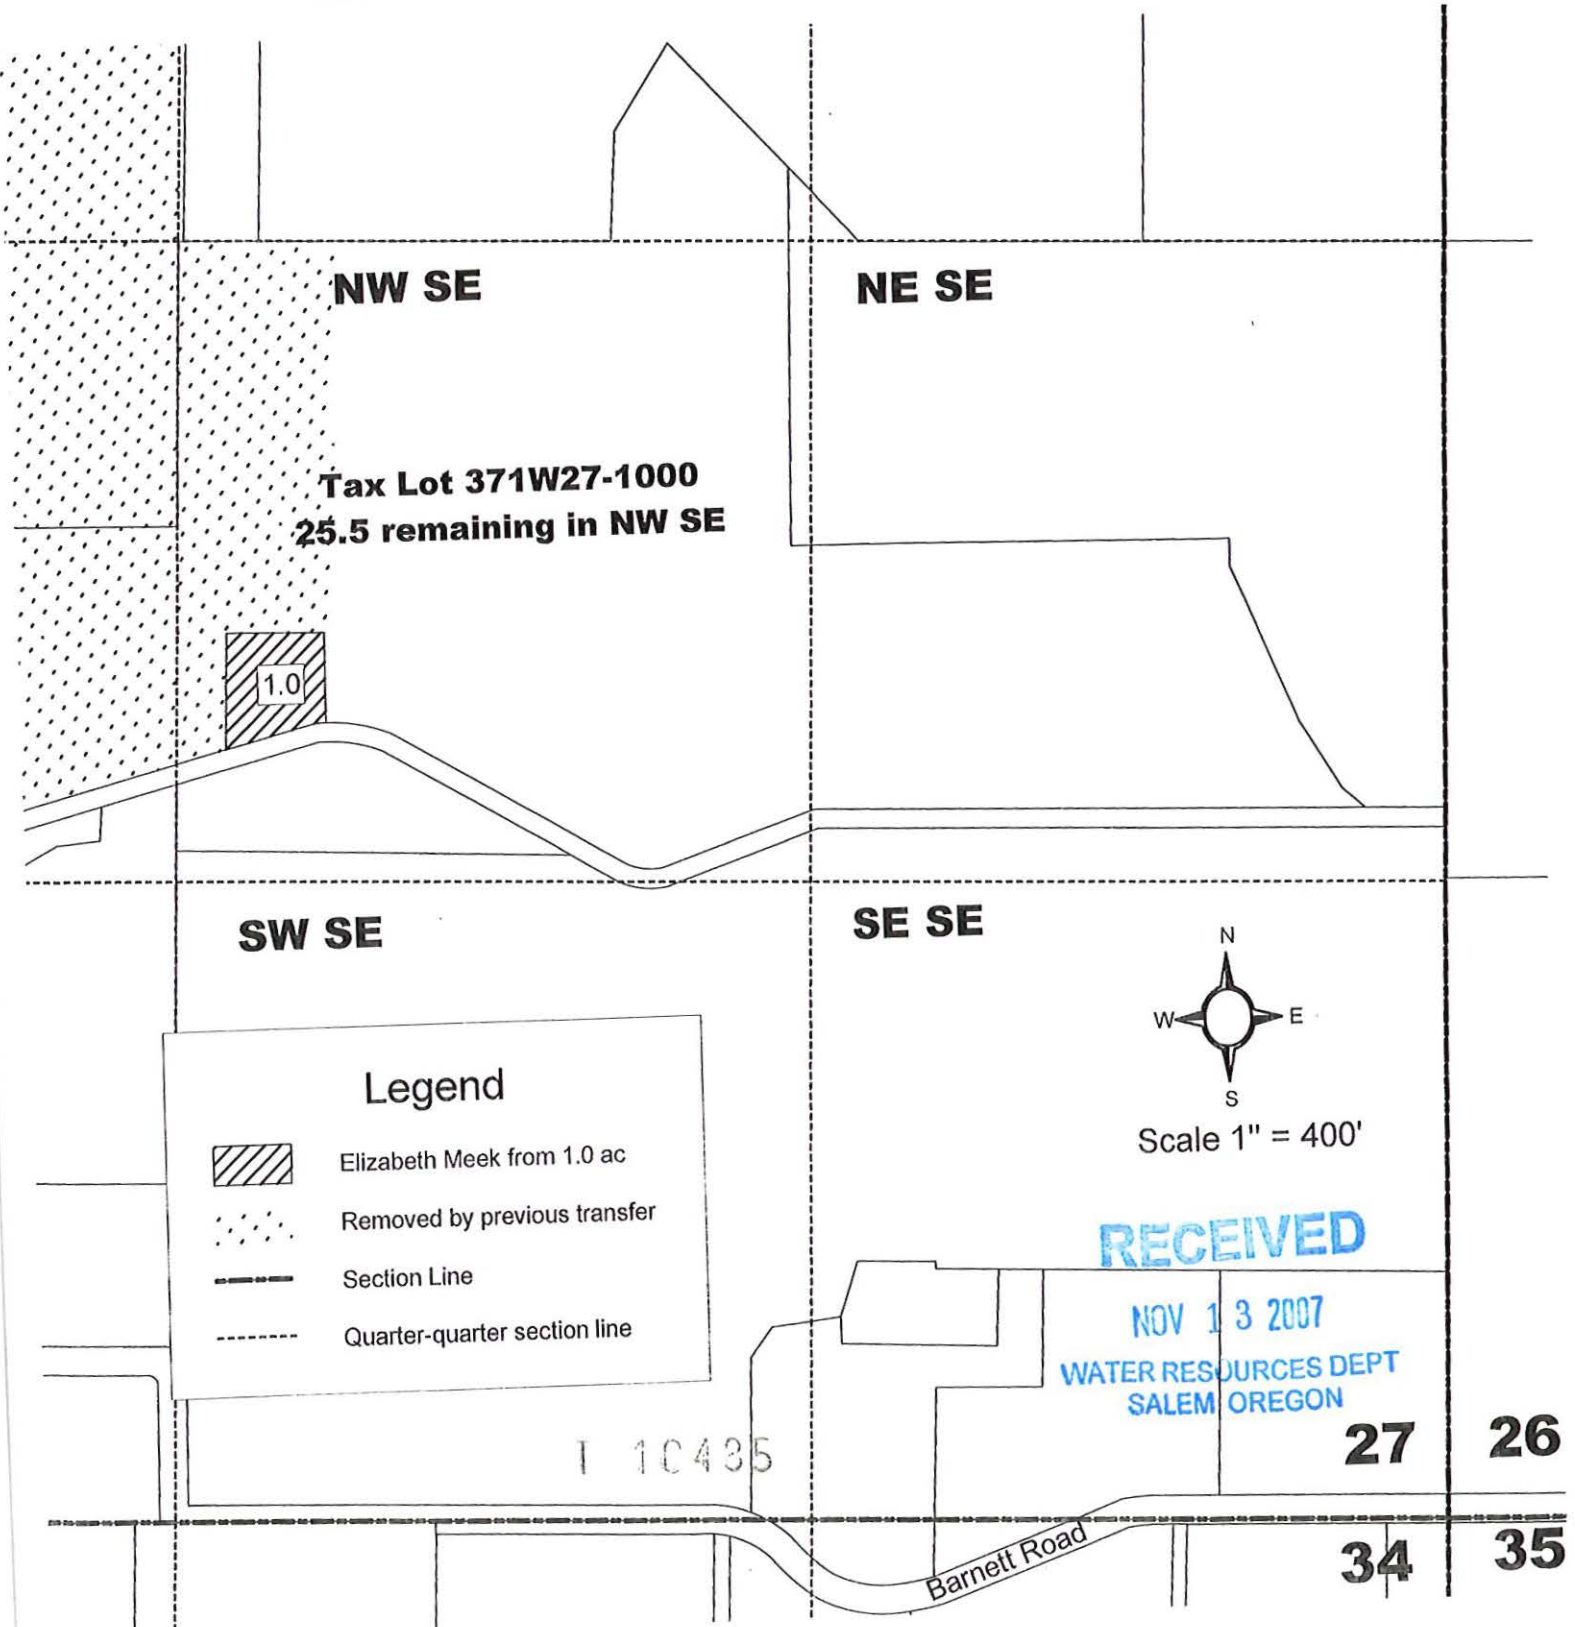 NW SE
NE SE
Tax Lot 371W27-1000
25.5 remaining in NW SE
1.0
SW SE
SE SE
N
W
E
S
Scale 1" = 400'
Legend
Elizabeth Meek from 1.0 ac
Removed by previous transfer
Section Line
Quarter-quarter section line
RECEIVED
NOV 13 2007
WATER RESOURCES DEPT
SALEM OREGON
T 10435
27
26
Barnett Road
34
35